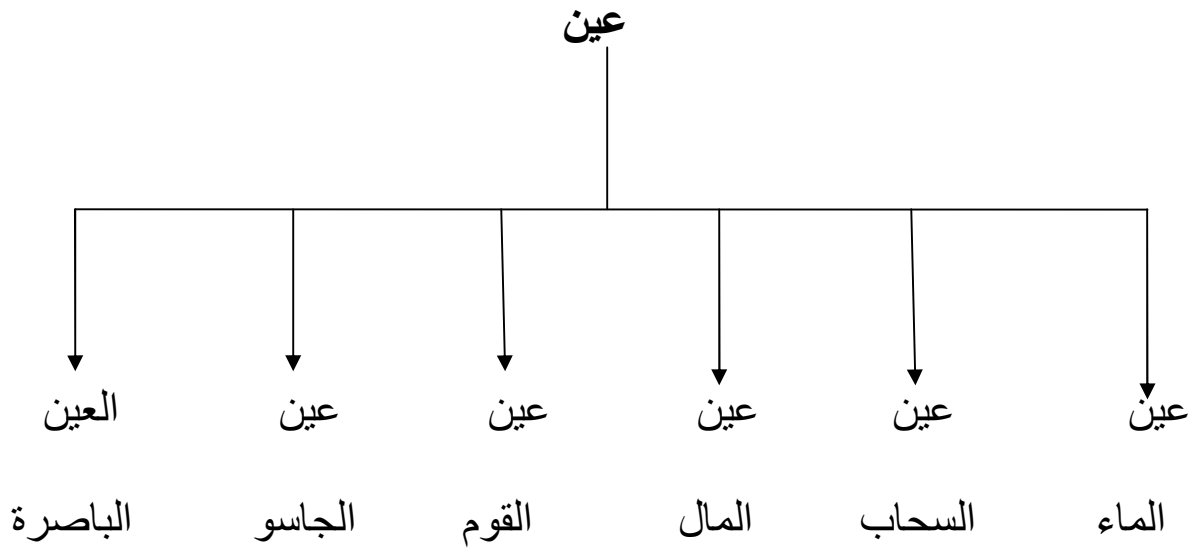 عين
عين عين عين عين عين العين
الماء السحاب المال القوم الجاسو الباصرة